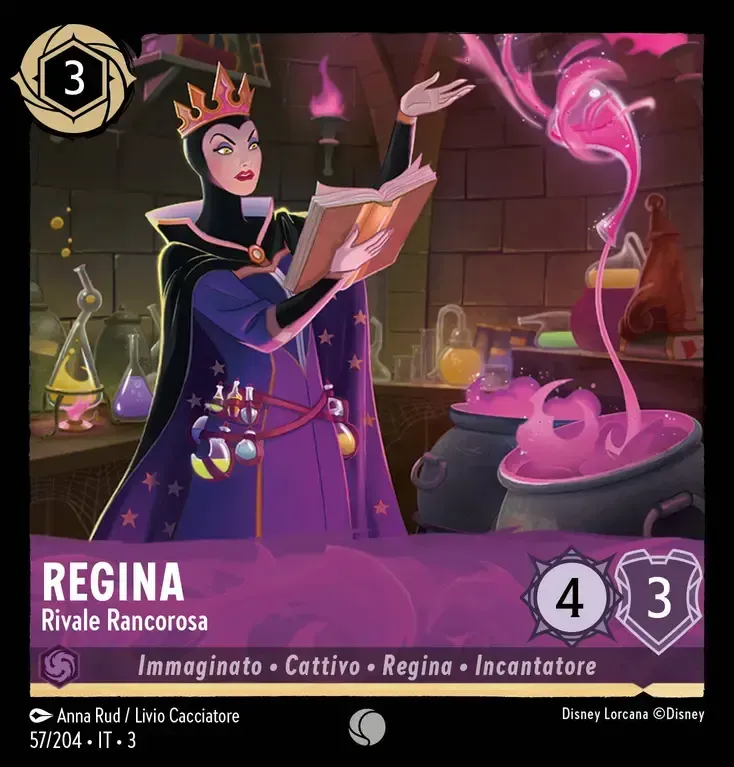 3
REGINA
Rivale Rancorosa
4
3
Immaginato • Cattivo • Regina • Incantatore
Anna Rud / Livio Cacciatore
Disney Lorcana ©Disney
57/204 • IT • 3